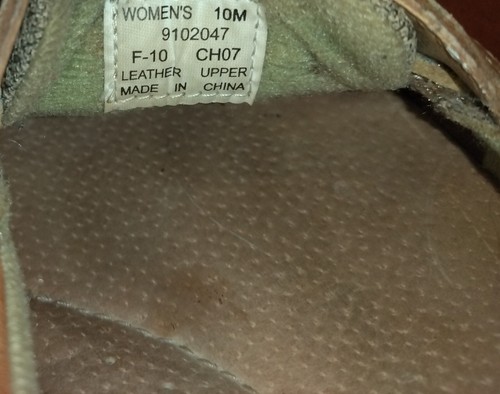 WOMEN'S 10M
9102047
F-10 CH07
LEATHER UPPER
MADE IN CHINA